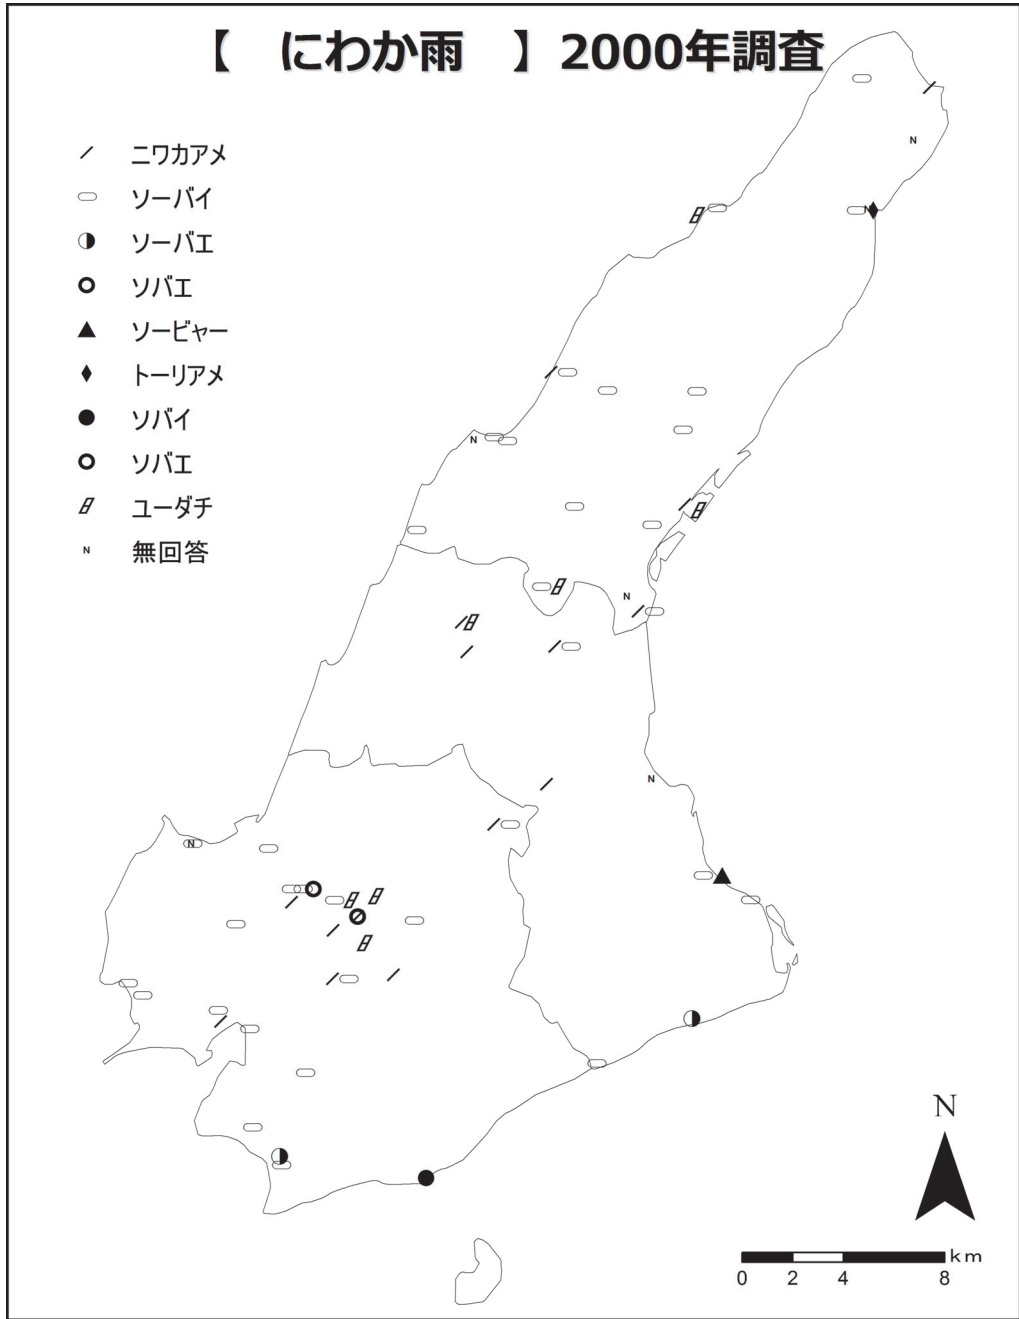 【 にわか雨 】2000年調査
ニワカアメ
ソーバイ
ソーバエ
ソバエ
ソービャー
トーリアメ
ソバイ
ソバエ
ユーダチ
N 無回答
N
N
N
N
N
N
N
km
0 2 4 8